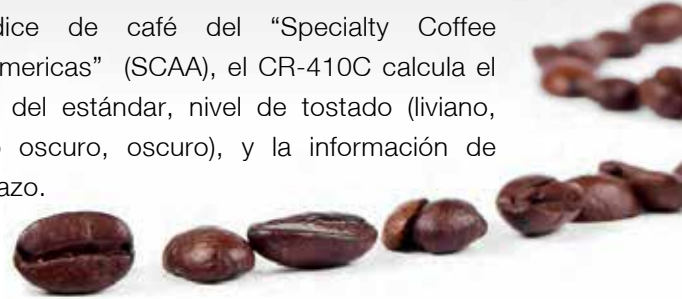 dice de café del “Specialty Coffee
mericas” (SCAA), el CR-410C calcula el
del estándar, nivel de tostado (liviano,
oscuro, oscuro), y la información de
azo.